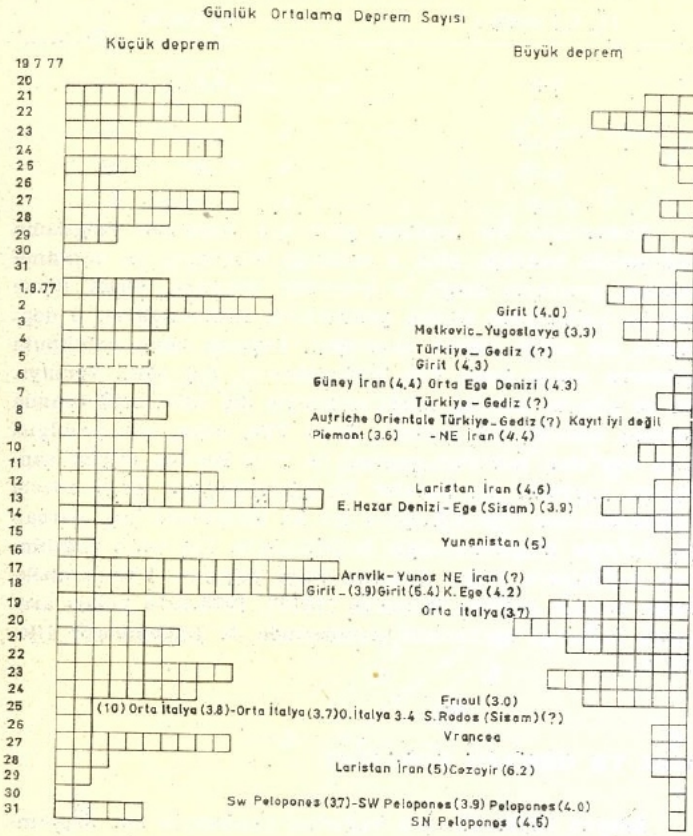 Günlük Ortalama Deprem Sayısı
Küçük deprem
Büyük deprem
19 7 77
20
21
22
23
24
25
26
27
28
29
30
31
1.8.77
2
Girit (4.0)
3
Metkovic_Yugoslavya (3.3)
4
Türkiye_ Gediz (?)
5
Girit (4.3)
6
Güney İran (4.4) Orta Ege Denizi (4.3)
7
Türkiye - Gediz (?)
8
Autriche Orientale Türkiye_Gediz (?) Kayıt iyi değil
9
Piemont (3.6) - NE İran (4.4)
10
11
12
Laristan İran (4.6)
13
E. Hazar Denizi - Ege (Sisam) (3.9)
14
15
Yunanistan (5)
16
17
Arnvik-Yunos NE İran (?)
18
Girit_(3.9) Girit (5.4) K. Ege (4.2)
19
Orta İtalya (3.7)
20
21
22
23
24
Frioul (3.0)
25
(10) Orta İtalya (3.8)-Orta İtalya (3.7) O. İtalya 3.4 S. Rodos (Sisam) (?)
26
Vrancea
27
28
Laristan İran (5) Cezayir (6.2)
29
30
Sw Pelopones (3.7)-SW Pelopones (3.9) Pelopones (4.0)
31
SN Pelopones (4.5)